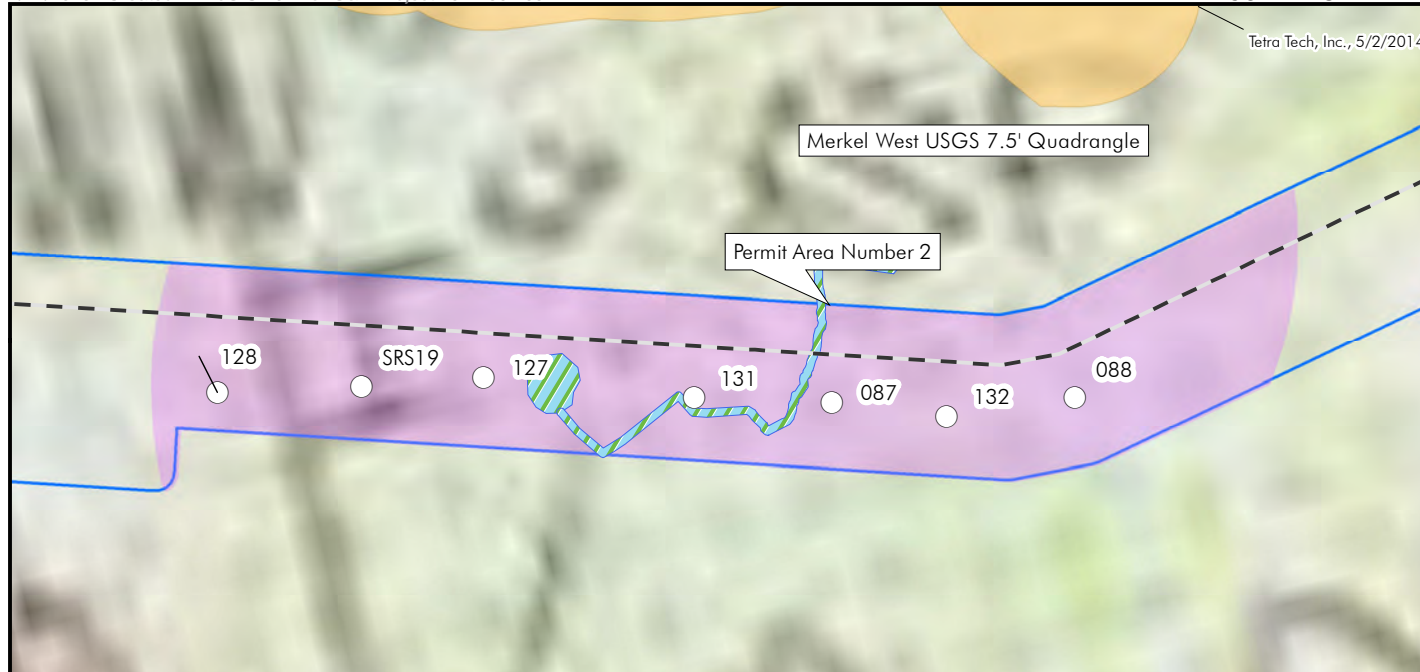 Tetra Tech, Inc., 5/2/2014
Merkel West USGS 7.5' Quadrangle
Permit Area Number 2
128
SRS19
127
131
087
132
088